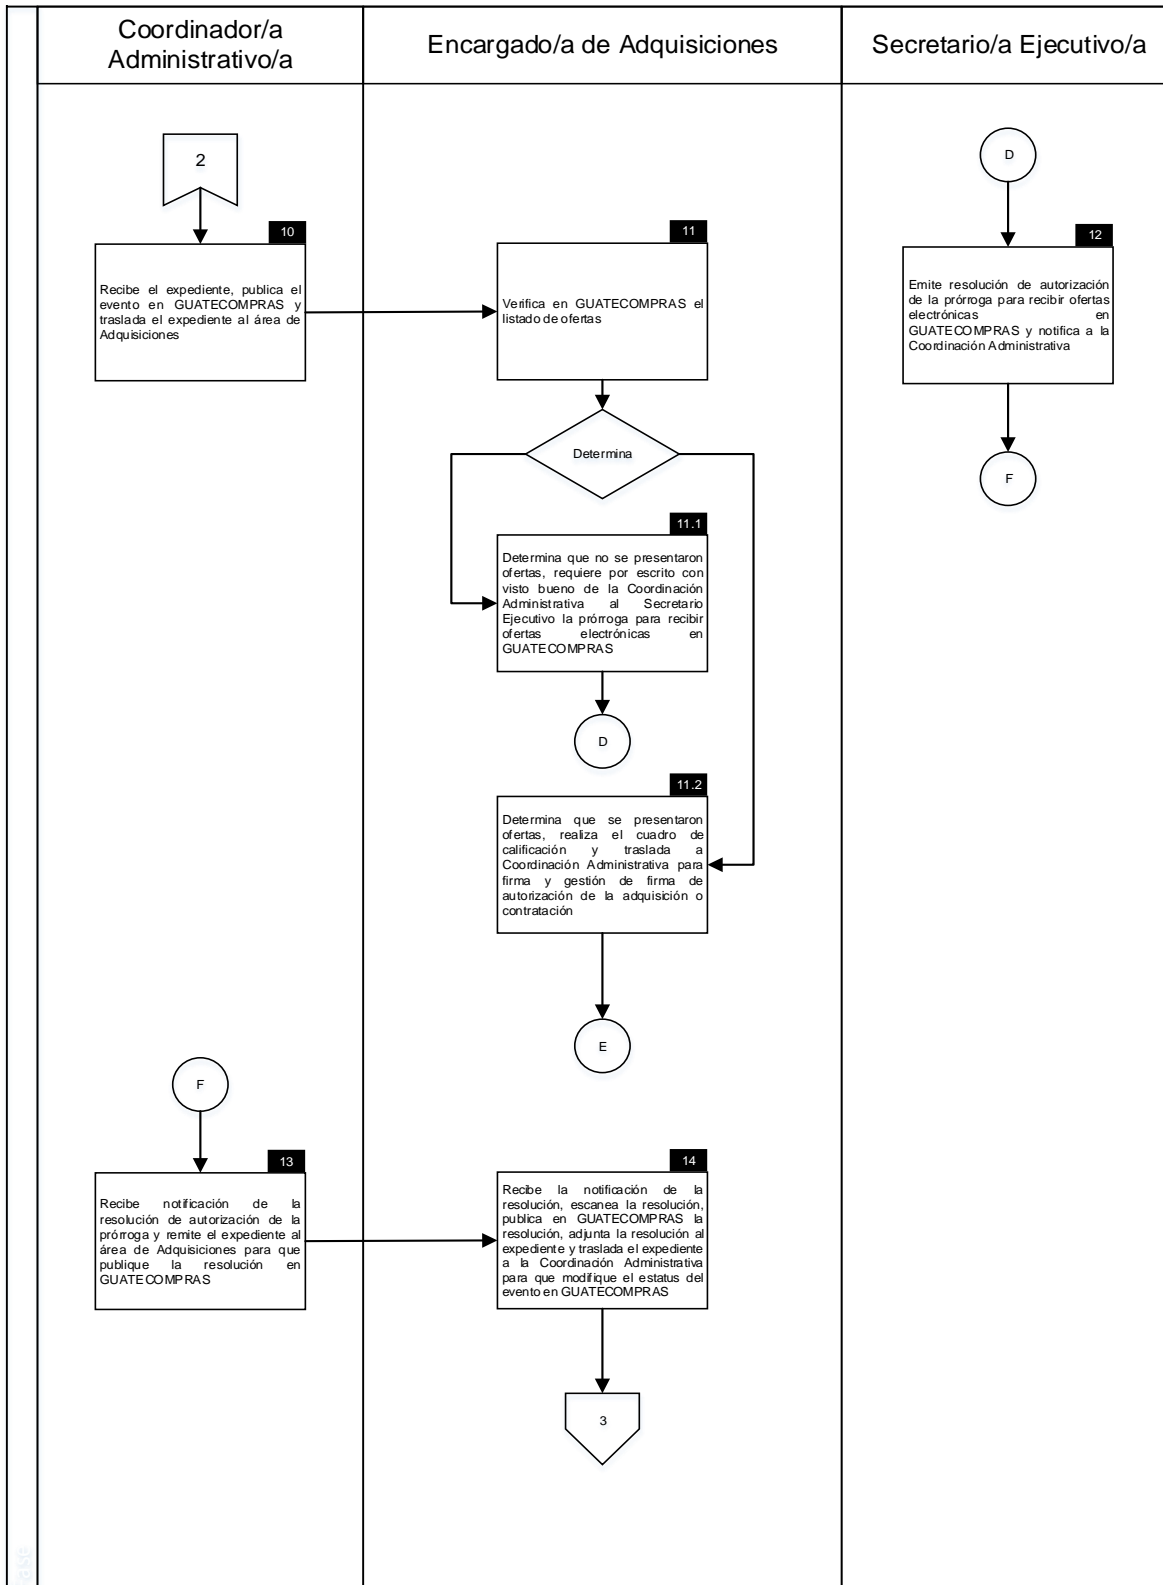 Coordinador/a
Administrativo/a
Encargado/a de Adquisiciones
Secretario/a Ejecutivo/a
2
10
Recibe el expediente, publica el
evento en GUATECOMPRAS y
traslada el expediente al área de
Adquisiciones
11
Verifica en GUATECOMPRAS el
listado de ofertas
D
12
Emite resolución de autorización
de la prórroga para recibir ofertas
electrónicas en
GUATECOMPRAS y notifica a la
Coordinación Administrativa
F
Determina
11.1
Determina que no se presentaron
ofertas, requiere por escrito con
visto bueno de la Coordinación
Administrativa al Secretario
Ejecutivo la prórroga para recibir
ofertas electrónicas en
GUATECOMPRAS
D
11.2
Determina que se presentaron
ofertas, realiza el cuadro de
calificación y traslada a
Coordinación Administrativa para
firma y gestión de firma de
autorización de la adquisición o
contratación
E
F
13
Recibe notificación de la
resolución de autorización de la
prórroga y remite el expediente al
área de Adquisiciones para que
publique la resolución en
GUATECOMPRAS
14
Recibe la notificación de la
resolución, escanea la resolución,
publica en GUATECOMPRAS la
resolución, adjunta la resolución al
expediente y traslada el expediente
a la Coordinación Administrativa
para que modifique el estatus del
evento en GUATECOMPRAS
3